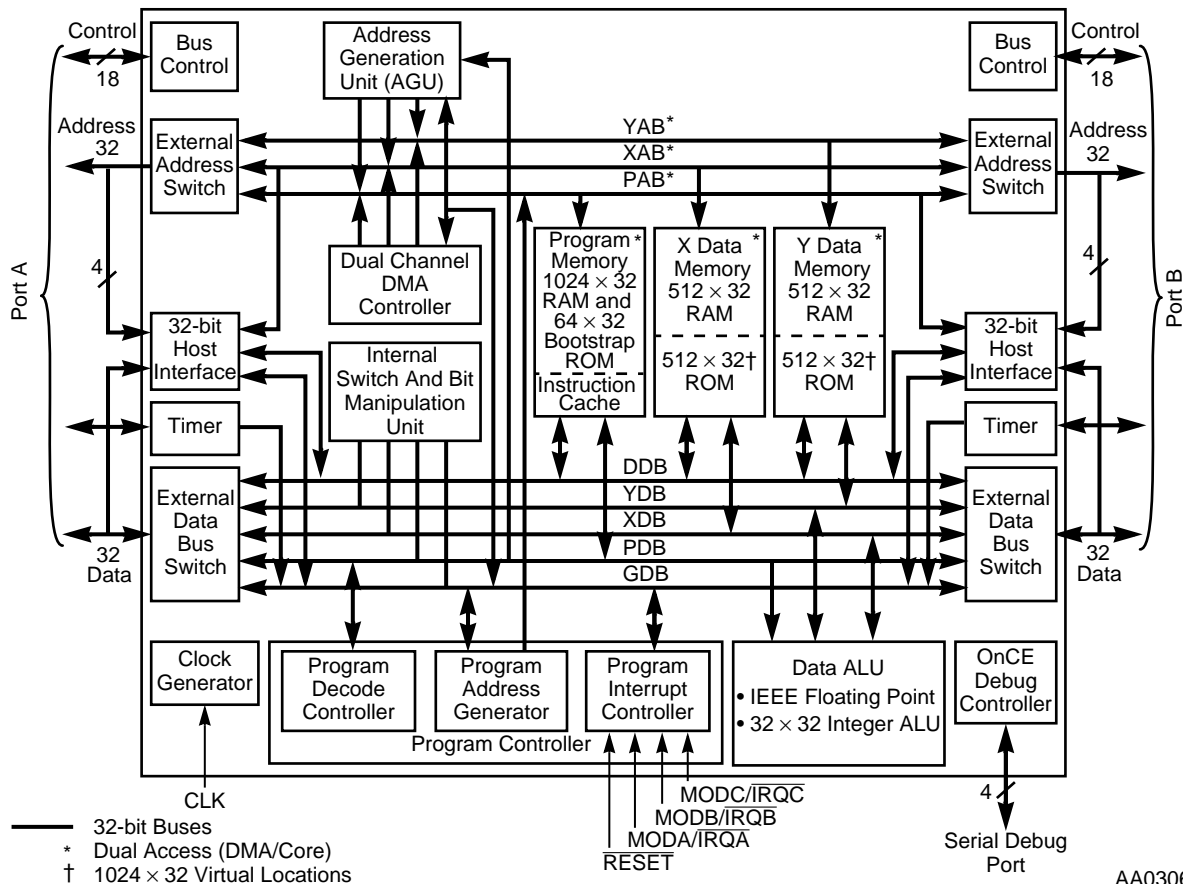 Control
18
Bus
Control
Address
Generation
Unit (AGU)
Bus
Control
Control
18
Address
32
External
Address
Switch
YAB*
XAB*
PAB*
External
Address
Switch
Address
32
Port A
4
Dual Channel
DMA
Controller
Program *
Memory
1024 × 32
RAM and
64 × 32
Bootstrap
ROM
Instruction
Cache
X Data *
Memory
512 × 32
RAM
512 × 32†
ROM
Y Data *
Memory
512 × 32
RAM
512 × 32†
ROM
4
Port B
32-bit
Host
Interface
Internal
Switch And Bit
Manipulation
Unit
32-bit
Host
Interface
Timer
Timer
External
Data
Bus
Switch
DDB
YDB
XDB
PDB
GDB
External
Data
Bus
Switch
32
Data
32
Data
Clock
Generator
Program
Decode
Controller
Program
Address
Generator
Program
Interrupt
Controller
Program Controller
Data ALU
• IEEE Floating Point
• 32 × 32 Integer ALU
OnCE
Debug
Controller
CLK
MODC/IRQC
MODB/IRQB
MODA/IRQA
RESET
4
Serial Debug
Port
32-bit Buses
* Dual Access (DMA/Core)
† 1024 × 32 Virtual Locations
AA0306